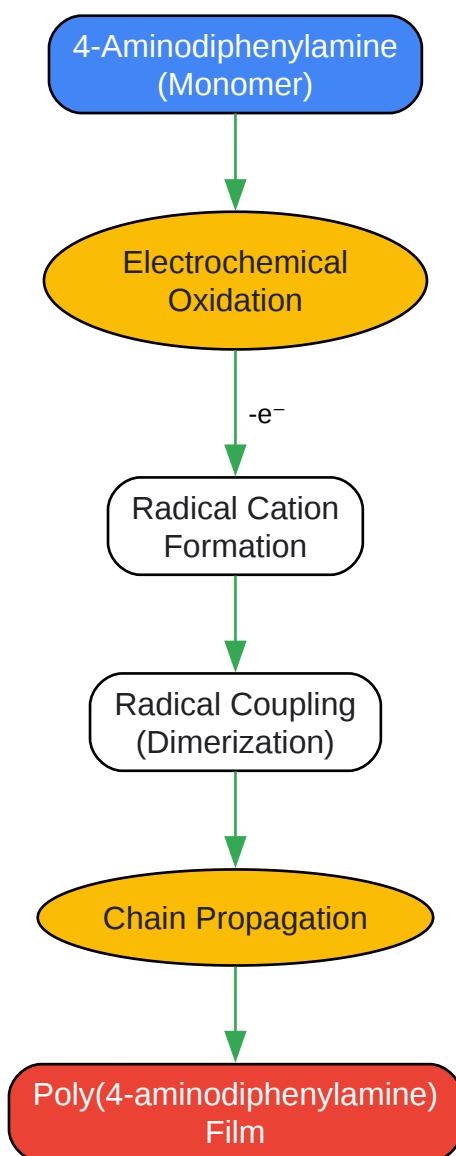 4-Aminodiphenylamine
(Monomer)
Electrochemical
Oxidation
-e⁻
Radical Cation
Formation
Radical Coupling
(Dimerization)
Chain Propagation
Poly(4-aminodiphenylamine)
Film